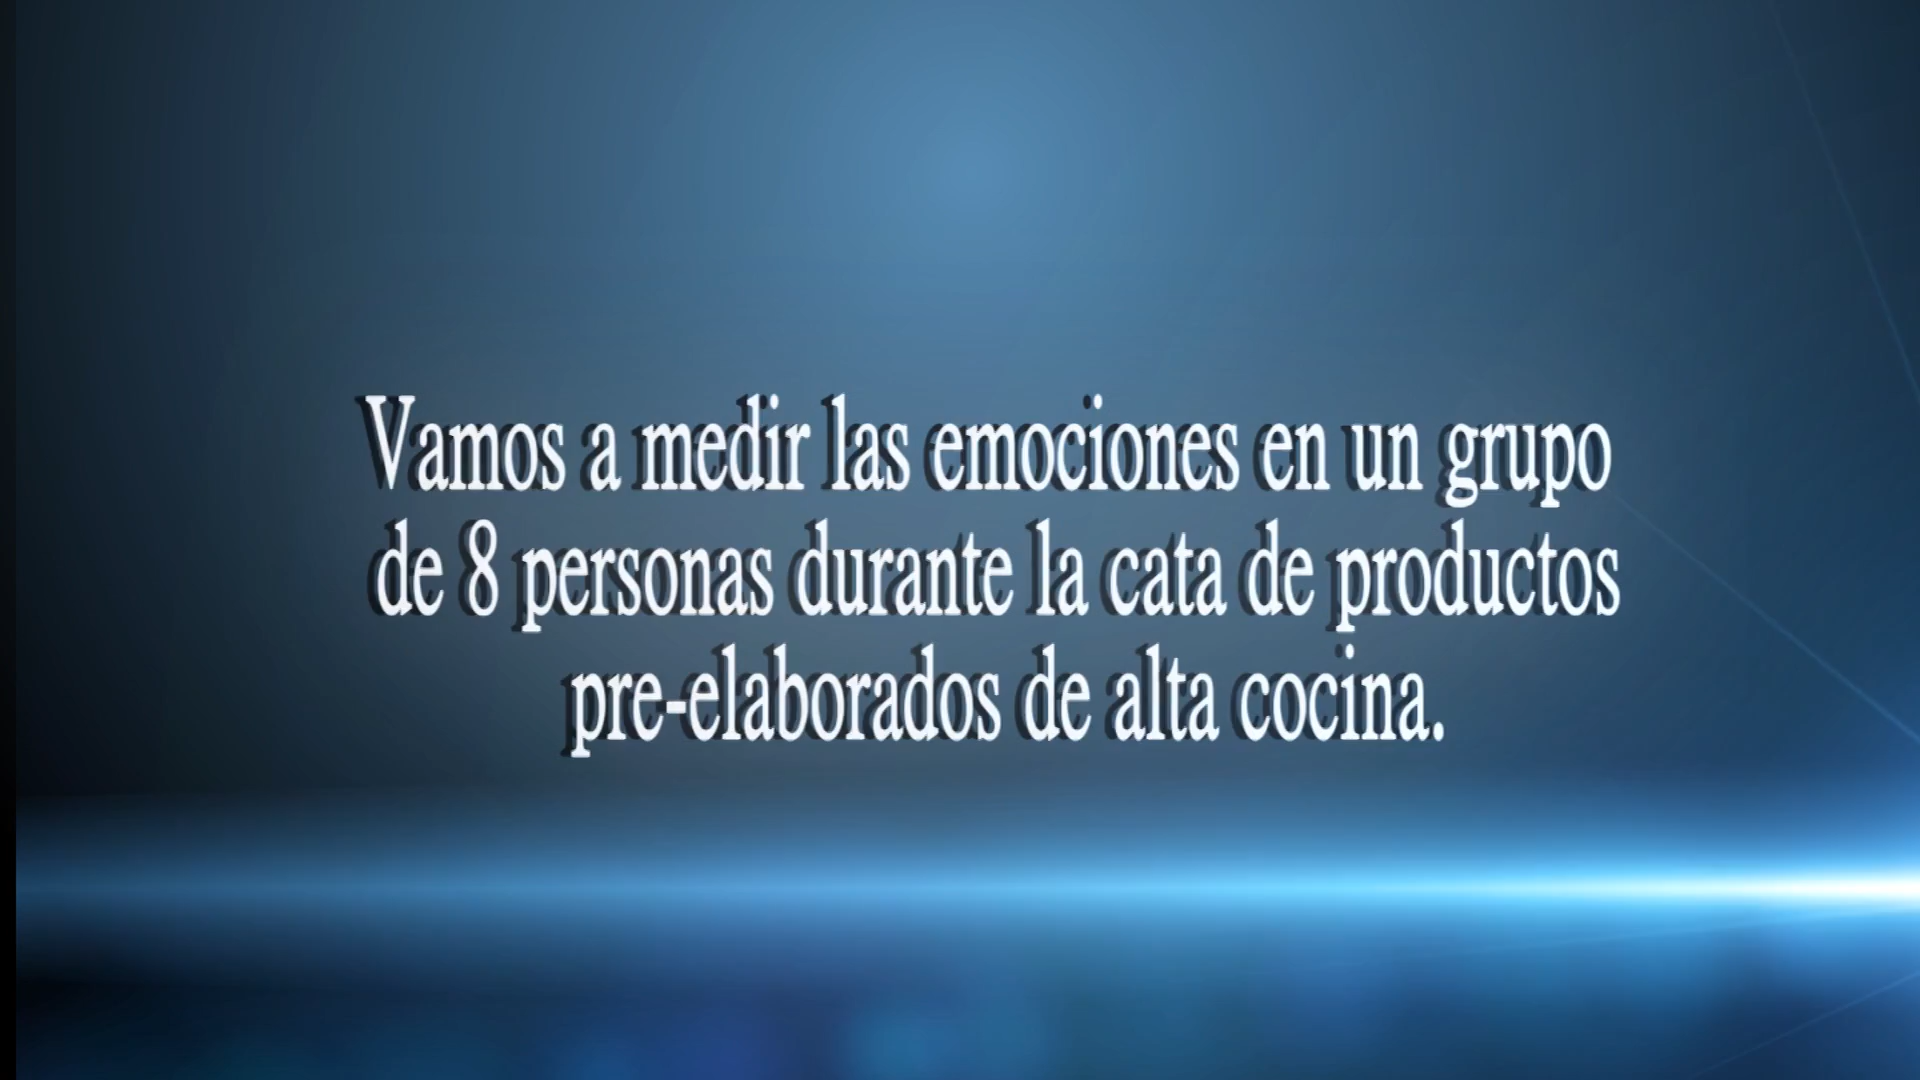 Vamos a medir las emociones en un grupo
de 8 personas durante la cata de productos
pre-elaborados de alta cocina.